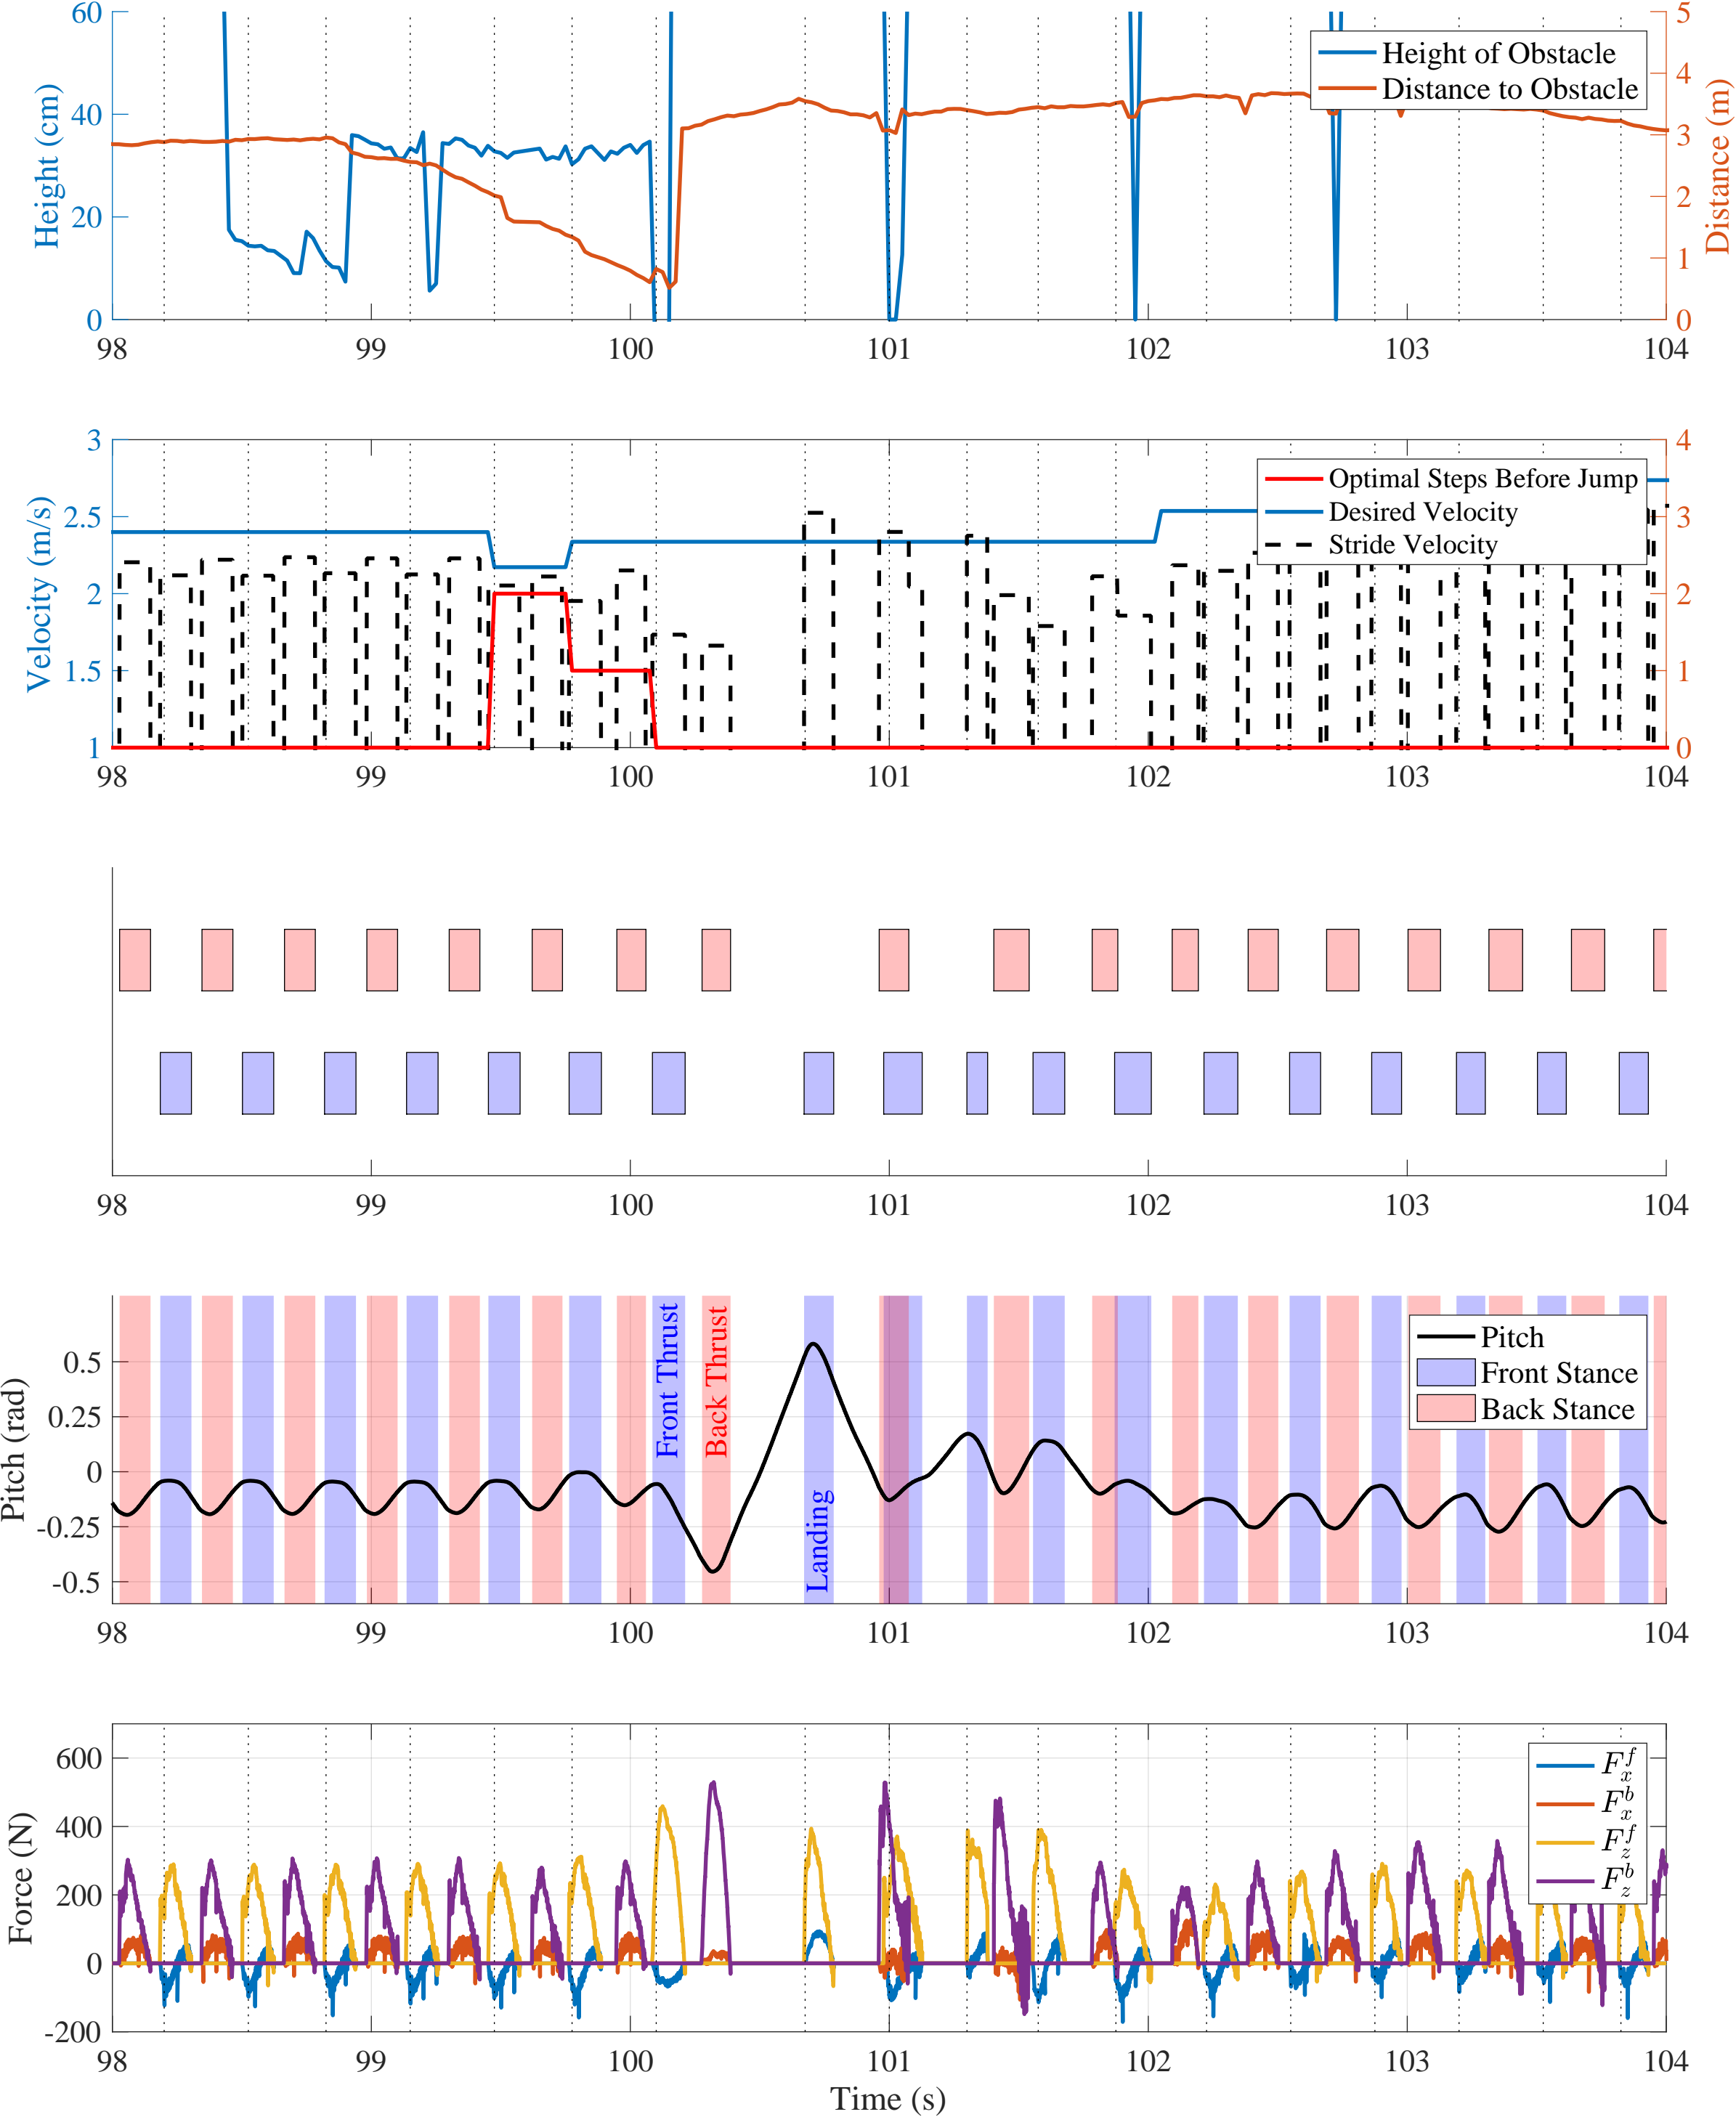 60
40
20
0
Height (cm)
5
4
3
2
1
0
Distance (m)
Height of Obstacle
Distance to Obstacle
98 99 100 101 102 103 104
3
2.5
2
1.5
1
Velocity (m/s)
4
3
2
1
0
Optimal Steps Before Jump
Desired Velocity
Stride Velocity
98 99 100 101 102 103 104
98 99 100 101 102 103 104
0.5
0.25
0
-0.25
-0.5
Pitch (rad)
Front Thrust
Back Thrust
Landing
Pitch
Front Stance
Back Stance
98 99 100 101 102 103 104
600
400
200
0
-200
Force (N)
F_x^f
F_x^b
F_z^f
F_z^b
98 99 100 101 102 103 104
Time (s)